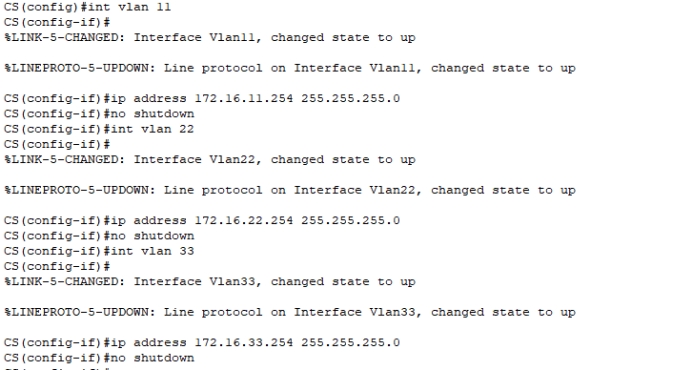 CS(config)#int vlan 11
CS(config-if)#
%LINK-5-CHANGED: Interface Vlan11, changed state to up
%LINEPROTO-5-UPDOWN: Line protocol on Interface Vlan11, changed state to up
CS(config-if)#ip address 172.16.11.254 255.255.255.0
CS(config-if)#no shutdown
CS(config-if)#int vlan 22
CS(config-if)#
%LINK-5-CHANGED: Interface Vlan22, changed state to up
%LINEPROTO-5-UPDOWN: Line protocol on Interface Vlan22, changed state to up
CS(config-if)#ip address 172.16.22.254 255.255.255.0
CS(config-if)#no shutdown
CS(config-if)#int vlan 33
CS(config-if)#
%LINK-5-CHANGED: Interface Vlan33, changed state to up
%LINEPROTO-5-UPDOWN: Line protocol on Interface Vlan33, changed state to up
CS(config-if)#ip address 172.16.33.254 255.255.255.0
CS(config-if)#no shutdown